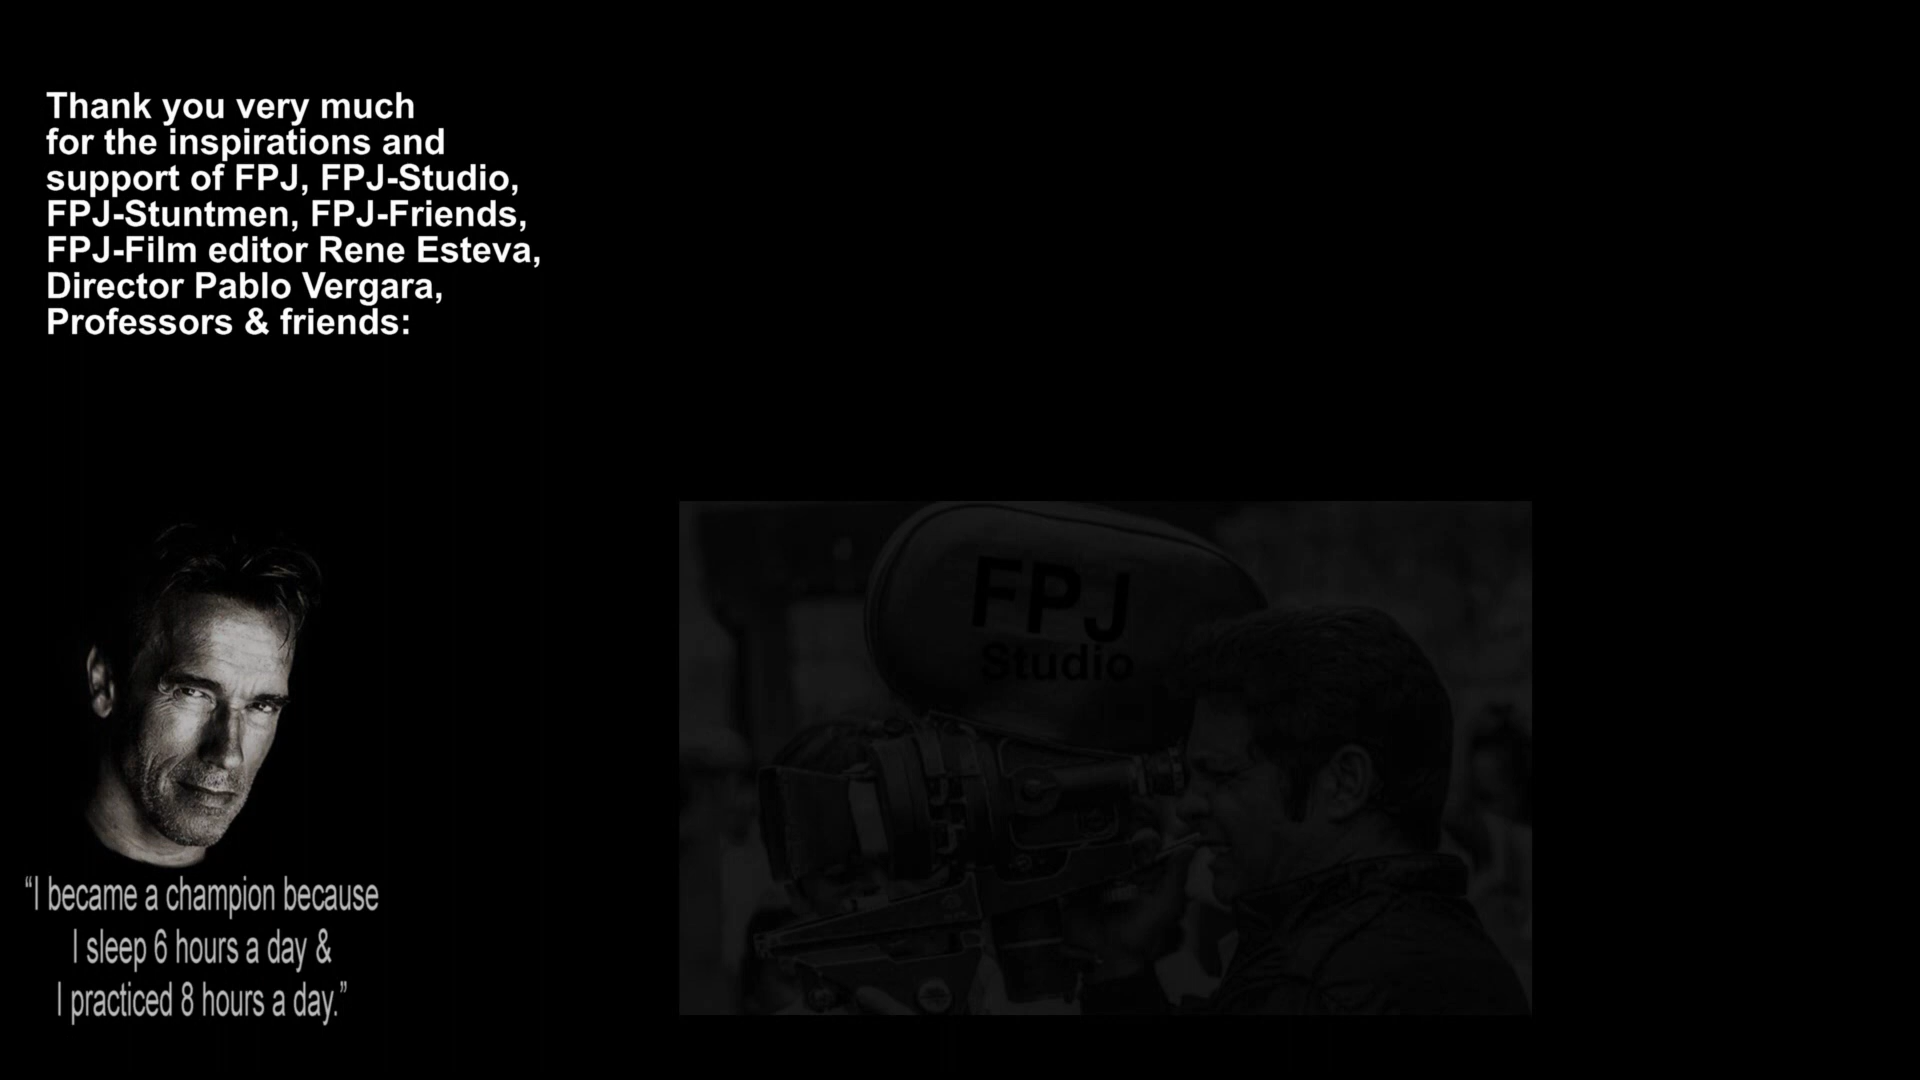 Thank you very much
for the inspirations and
support of FPJ, FPJ-Studio,
FPJ-Stuntmen, FPJ-Friends,
FPJ-Film editor Rene Esteva,
Director Pablo Vergara,
Professors & friends:
FPJ
Studio
“I became a champion because
I sleep 6 hours a day &
I practiced 8 hours a day.”